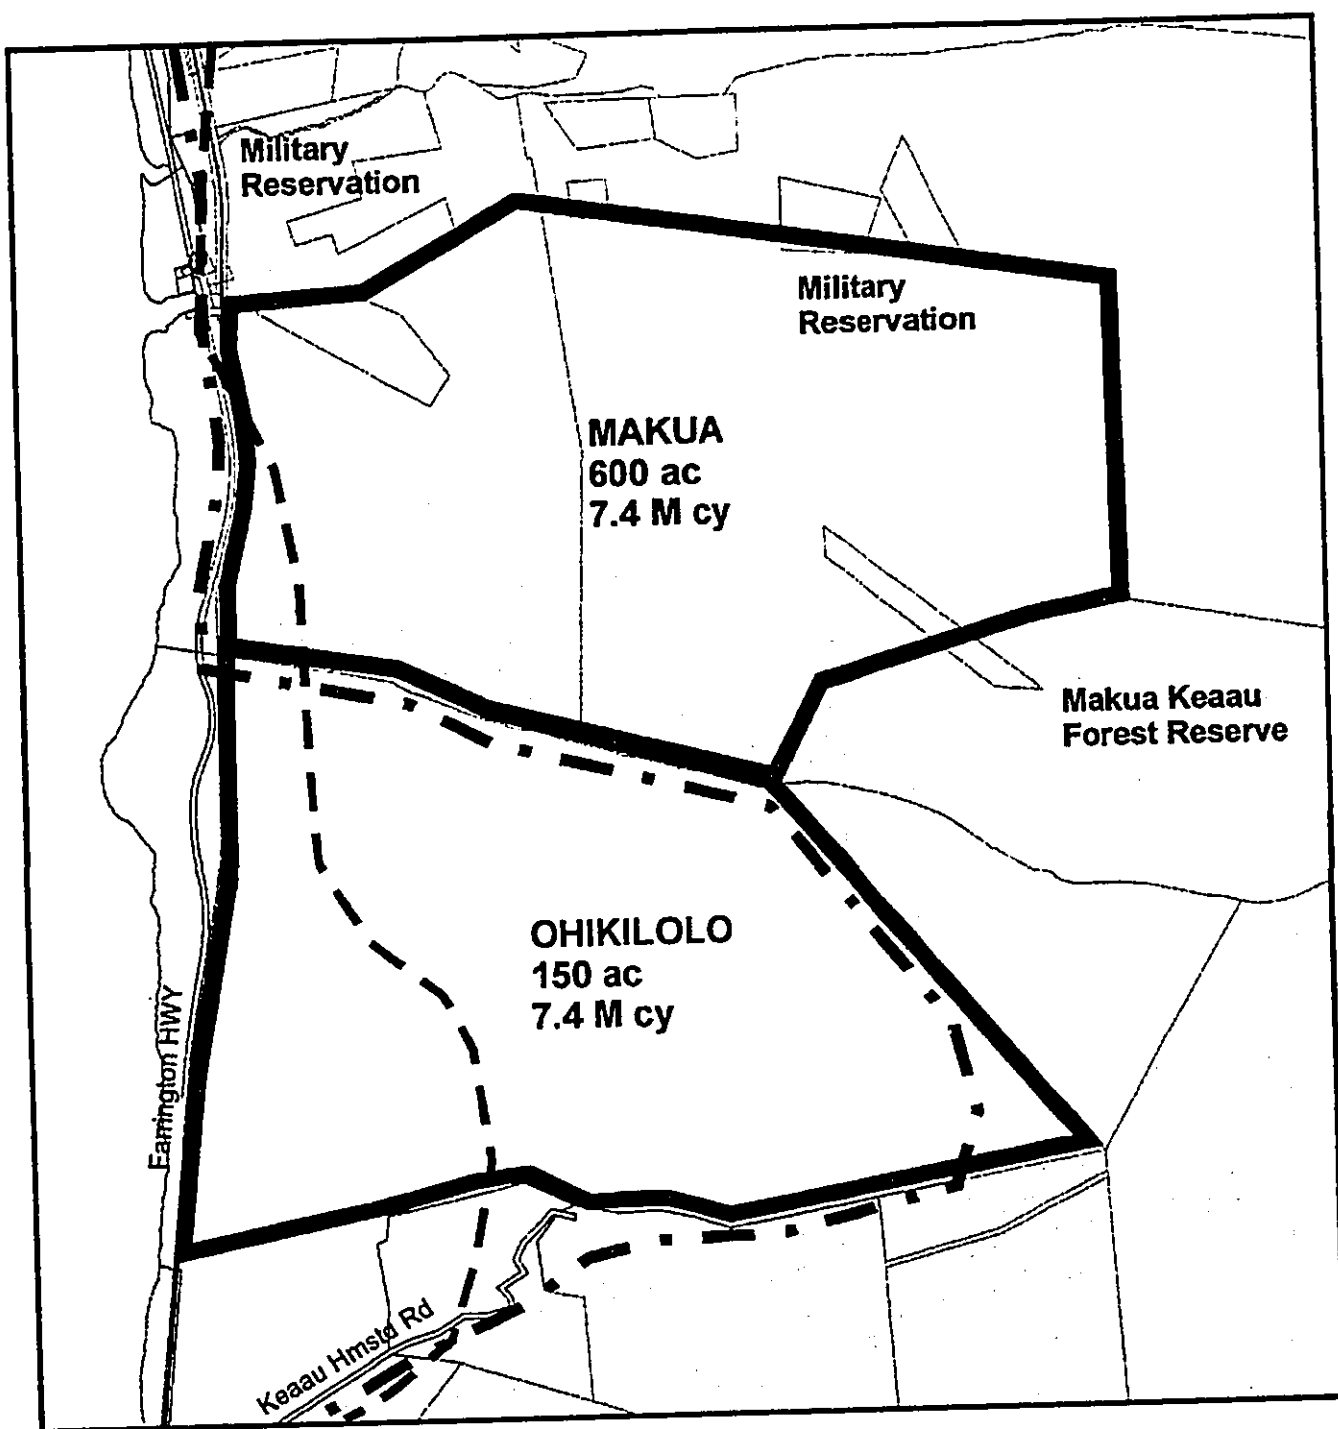 Military
Reservation
Military
Reservation
MAKUA
600 ac
7.4 M cy
Makua Keaau
Forest Reserve
OHIKILOLO
150 ac
7.4 M cy
Farrington HWY
Keaau Hmstd Rd